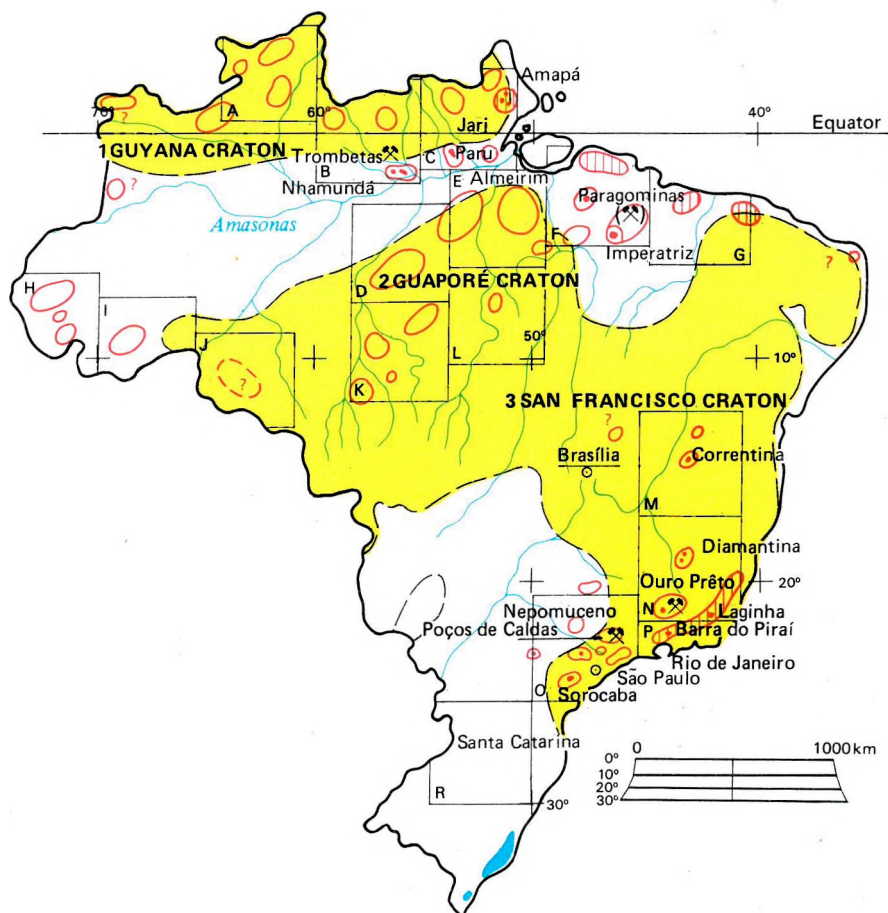 Amapá
70°
?
A
60°
40°
Jari
Equator
1 GUYANA CRATON
Trombetas
C
Paru
B
Nhamundá
E
Almeirim
?
Paragominas
Amasonas
F
Imperatriz
G
?
H
D
2 GUAPORÉ CRATON
I
J
50°
10°
?
K
L
3 SAN FRANCISCO CRATON
?
Brasília
Correntina
M
Diamantina
Ouro Prêto
20°
Nepomuceno
N
Laginha
Poços de Caldas
P
Barra do Piraí
Rio de Janeiro
São Paulo
O
Sorocaba
Santa Catarina
0
1000 km
0°
10°
20°
30°
R
30°